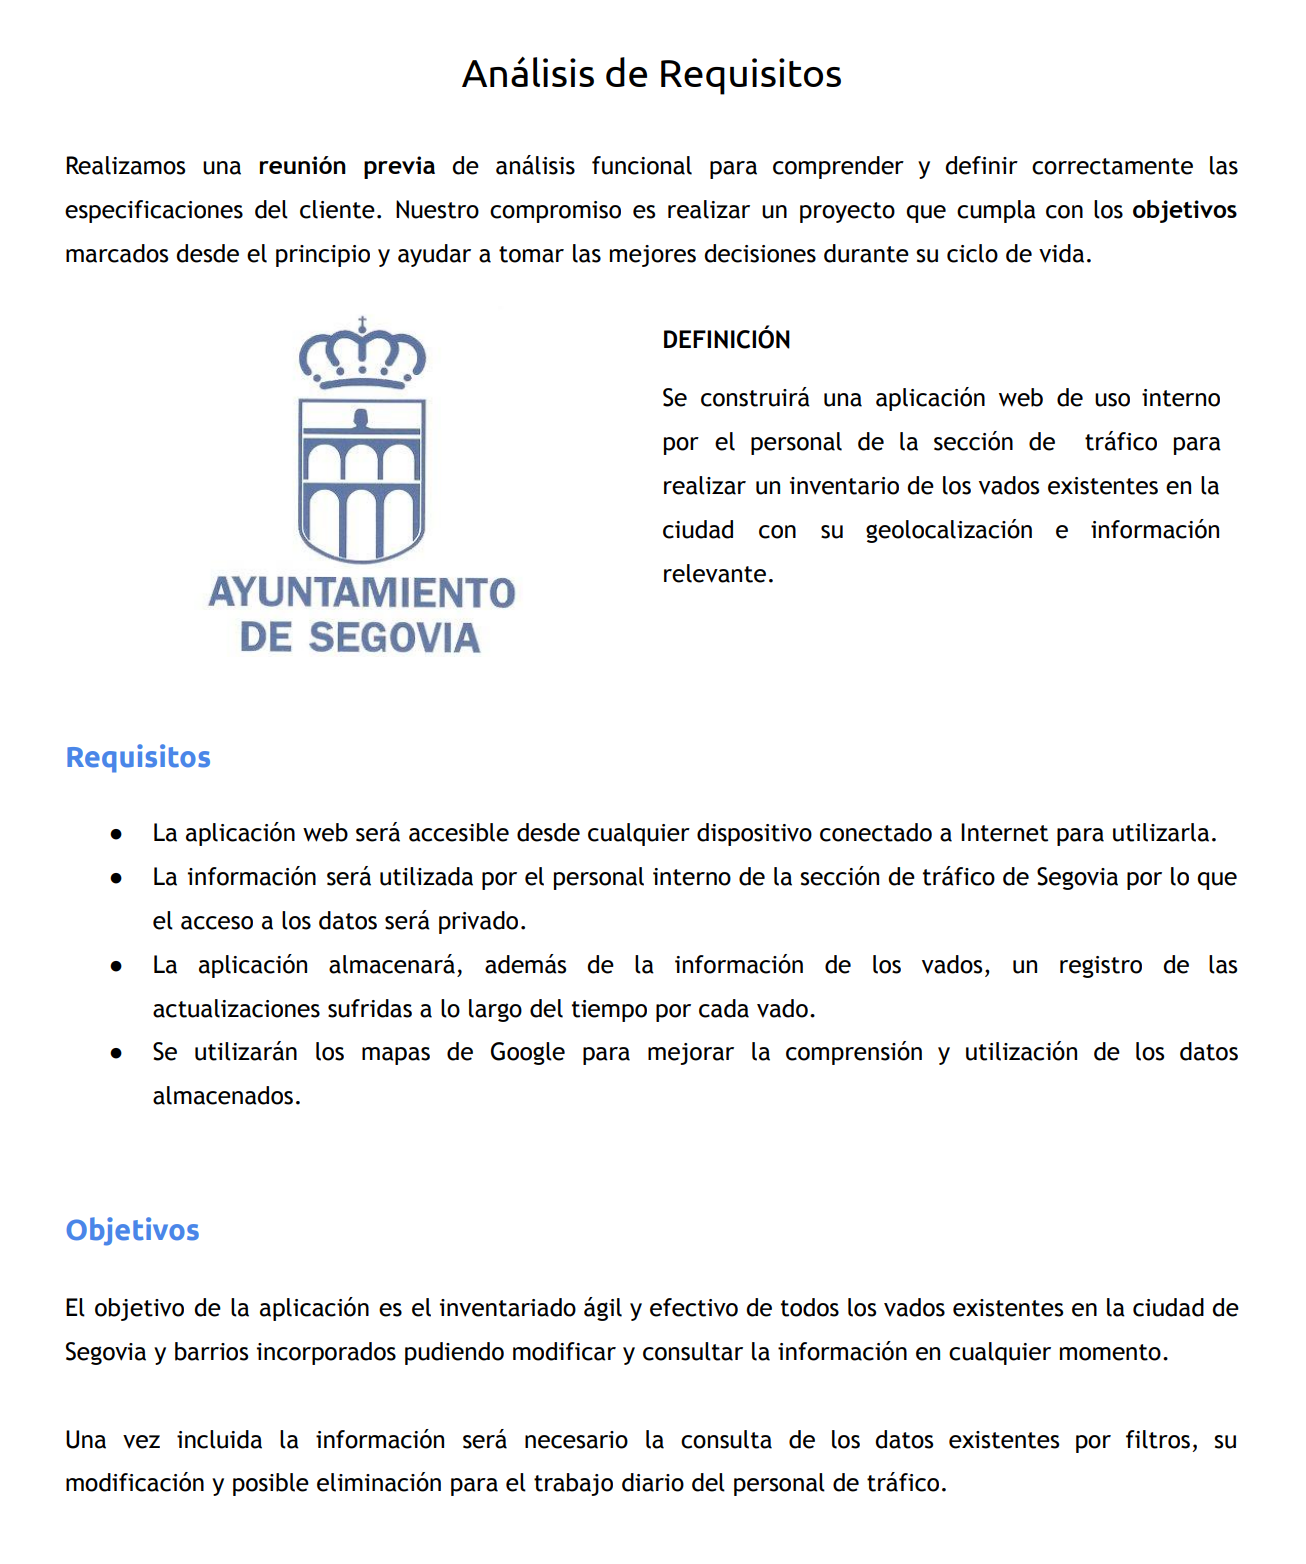 Análisis de Requisitos
Realizamos una reunión previa de análisis funcional para comprender y definir correctamente las
especificaciones del cliente. Nuestro compromiso es realizar un proyecto que cumpla con los objetivos
marcados desde el principio y ayudar a tomar las mejores decisiones durante su ciclo de vida.
AYUNTAMIENTO
DE SEGOVIA
DEFINICIÓN
Se construirá una aplicación web de uso interno
por el personal de la sección de tráfico para
realizar un inventario de los vados existentes en la
ciudad con su geolocalización e información
relevante.
Requisitos
● La aplicación web será accesible desde cualquier dispositivo conectado a Internet para utilizarla.
● La información será utilizada por el personal interno de la sección de tráfico de Segovia por lo que
el acceso a los datos será privado.
● La aplicación almacenará, además de la información de los vados, un registro de las
actualizaciones sufridas a lo largo del tiempo por cada vado.
● Se utilizarán los mapas de Google para mejorar la comprensión y utilización de los datos
almacenados.
Objetivos
El objetivo de la aplicación es el inventariado ágil y efectivo de todos los vados existentes en la ciudad de
Segovia y barrios incorporados pudiendo modificar y consultar la información en cualquier momento.
Una vez incluida la información será necesario la consulta de los datos existentes por filtros, su
modificación y posible eliminación para el trabajo diario del personal de tráfico.